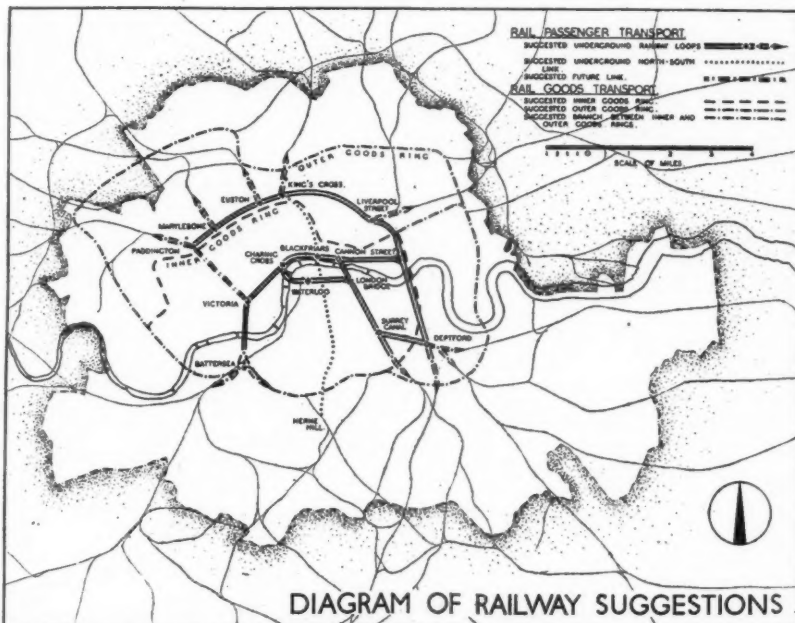 RAIL PASSENGER TRANSPORT
SUGGESTED UNDERGROUND RAILWAY LOOPS
SUGGESTED UNDERGROUND NORTH-SOUTH
LINK.
SUGGESTED FUTURE LINK.
RAIL GOODS TRANSPORT
SUGGESTED INNER GOODS RING.
SUGGESTED OUTER GOODS RING.
SUGGESTED BRANCH BETWEEN INNER AND
OUTER GOODS RINGS.
SCALE OF MILES
OUTER GOODS RING
KING'S CROSS.
EUSTON
LIVERPOOL
STREET
MARYLEBONE
INNER GOODS RING
PADDINGTON
CHARING
CROSS
BLACKFRIARS
CANNON STREET
WATERLOO
LONDON
BRIDGE
VICTORIA
SURREY
CANAL
DEPTFORD
BATTERSEA
HERNE
HILL
DIAGRAM OF RAILWAY SUGGESTIONS